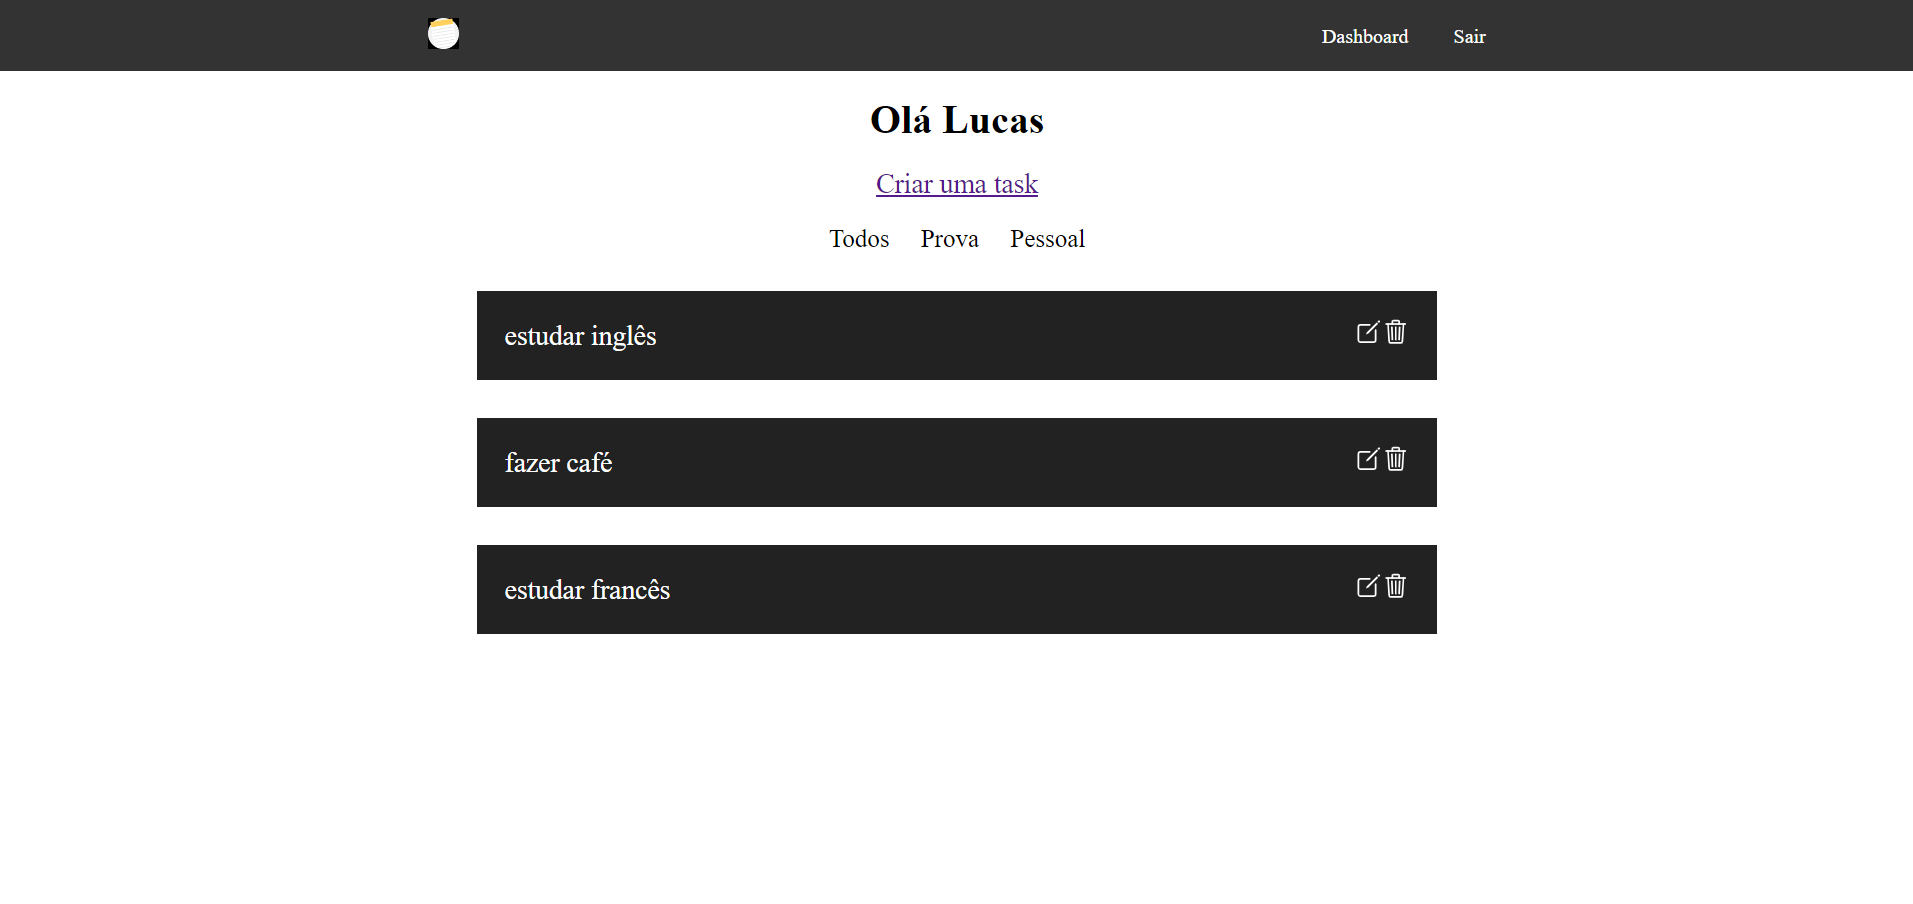 Dashboard Sair
Olá Lucas
Criar uma task
Todos Prova Pessoal
estudar inglês
fazer café
estudar francês